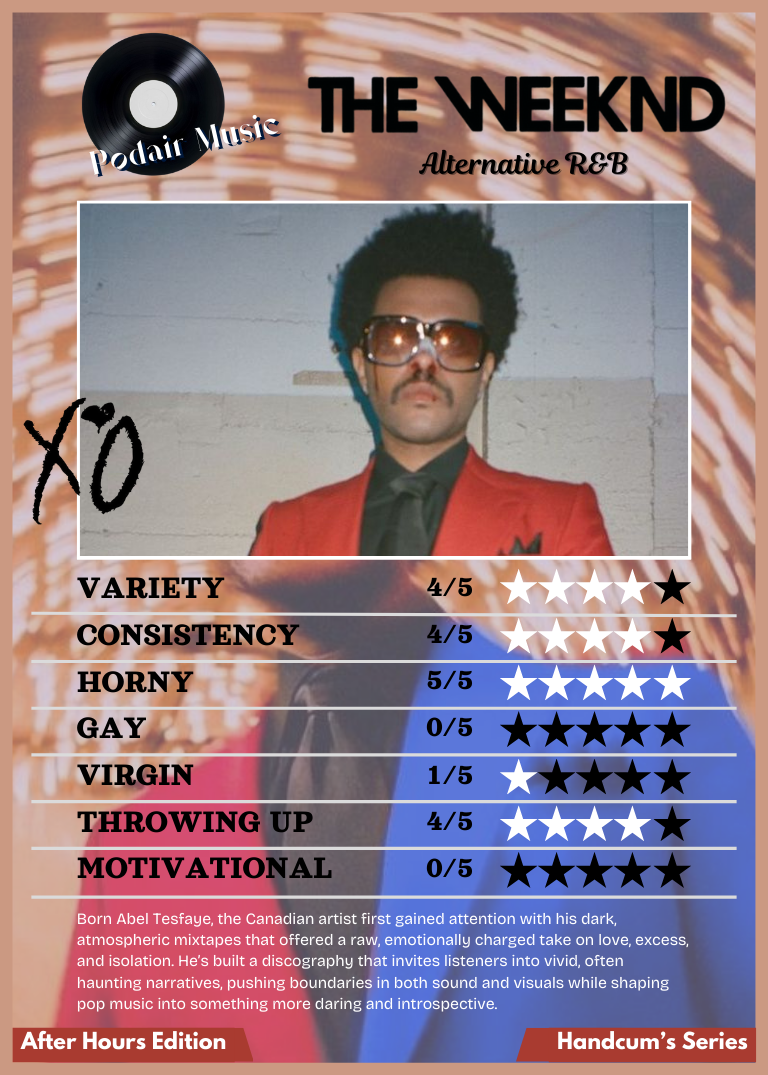 Podair Music
THE WEEKND
Alternative R&B
XO
VARIETY 4/5
CONSISTENCY 4/5
HORNY 5/5
GAY 0/5
VIRGIN 1/5
THROWING UP 4/5
MOTIVATIONAL 0/5
Born Abel Tesfaye, the Canadian artist first gained attention with his dark,
atmospheric mixtapes that offered a raw, emotionally charged take on love, excess,
and isolation. He's built a discography that invites listeners into vivid, often
haunting narratives, pushing boundaries in both sound and visuals while shaping
pop music into something more daring and introspective.
After Hours Edition
Handcum's Series